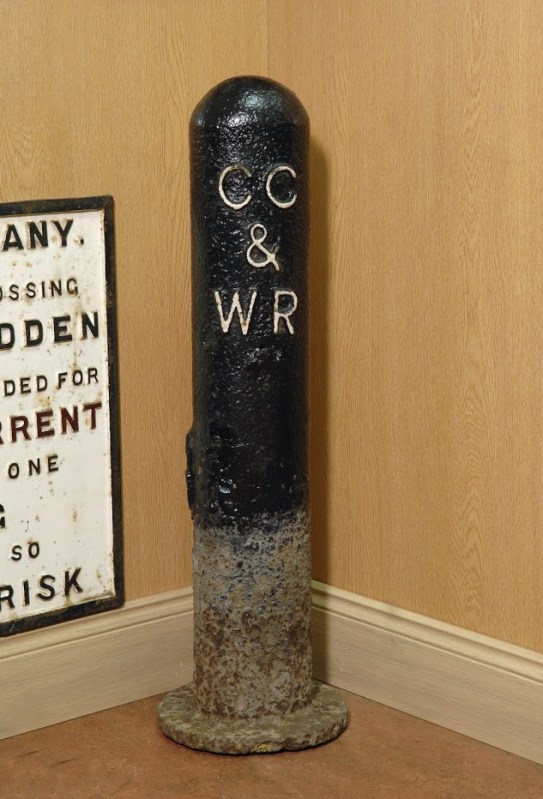 CC
&
WR
ANY.
OSSING
DDEN
DED FOR
RRENT
ONE
G
SO
RISK